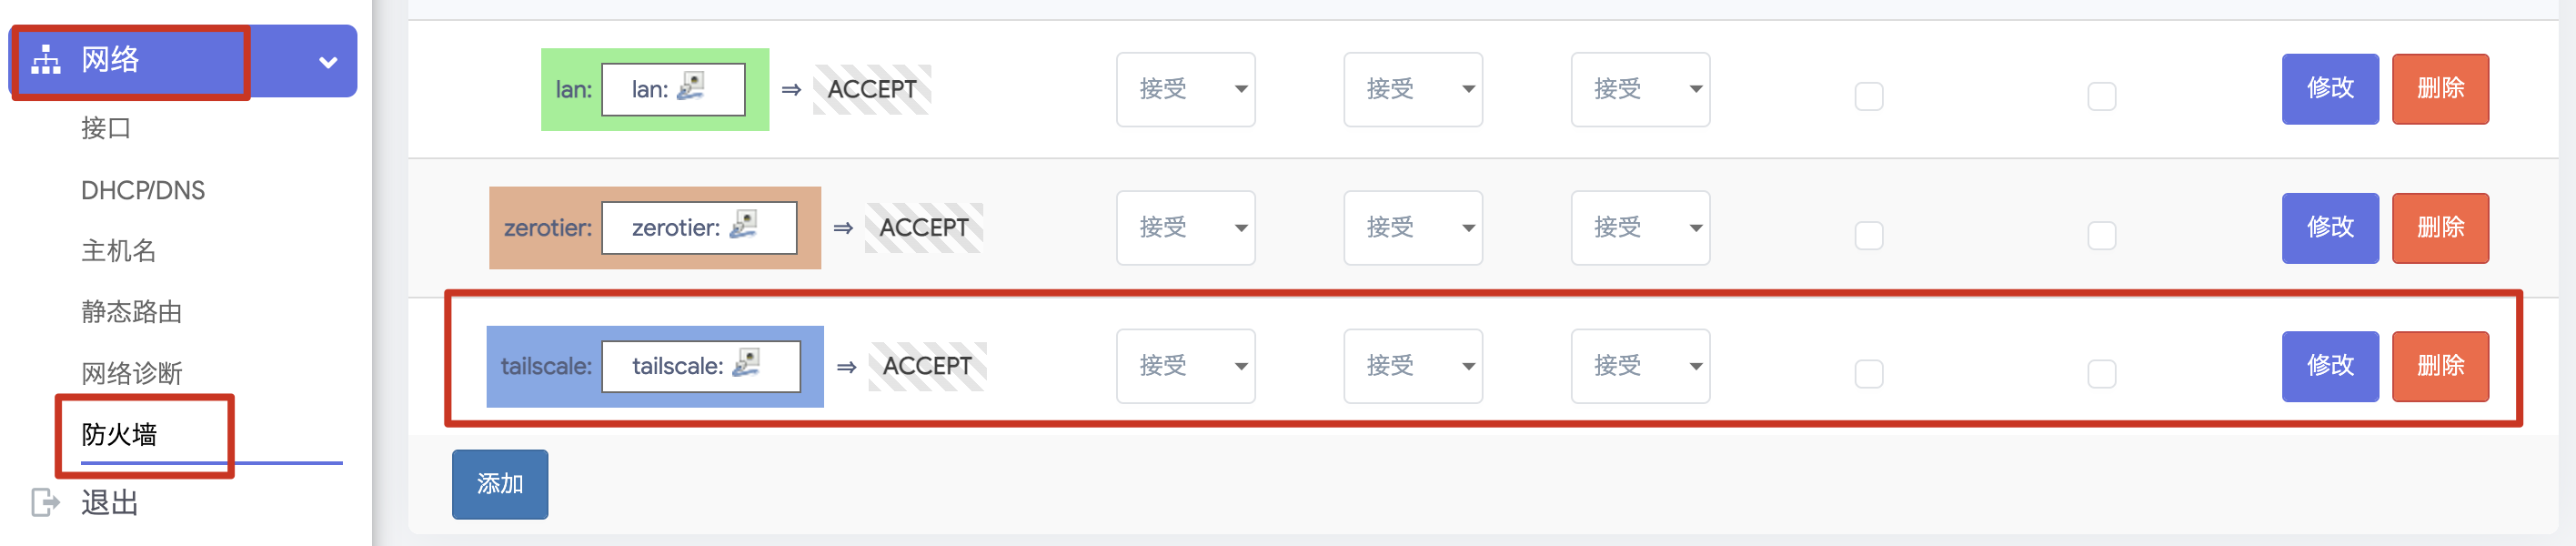 网络
接口
DHCP/DNS
主机名
静态路由
网络诊断
防火墙
退出
lan: lan: ⇒ ACCEPT 接受 接受 接受 修改 删除
zerotier: zerotier: ⇒ ACCEPT 接受 接受 接受 修改 删除
tailscale: tailscale: ⇒ ACCEPT 接受 接受 接受 修改 删除
添加